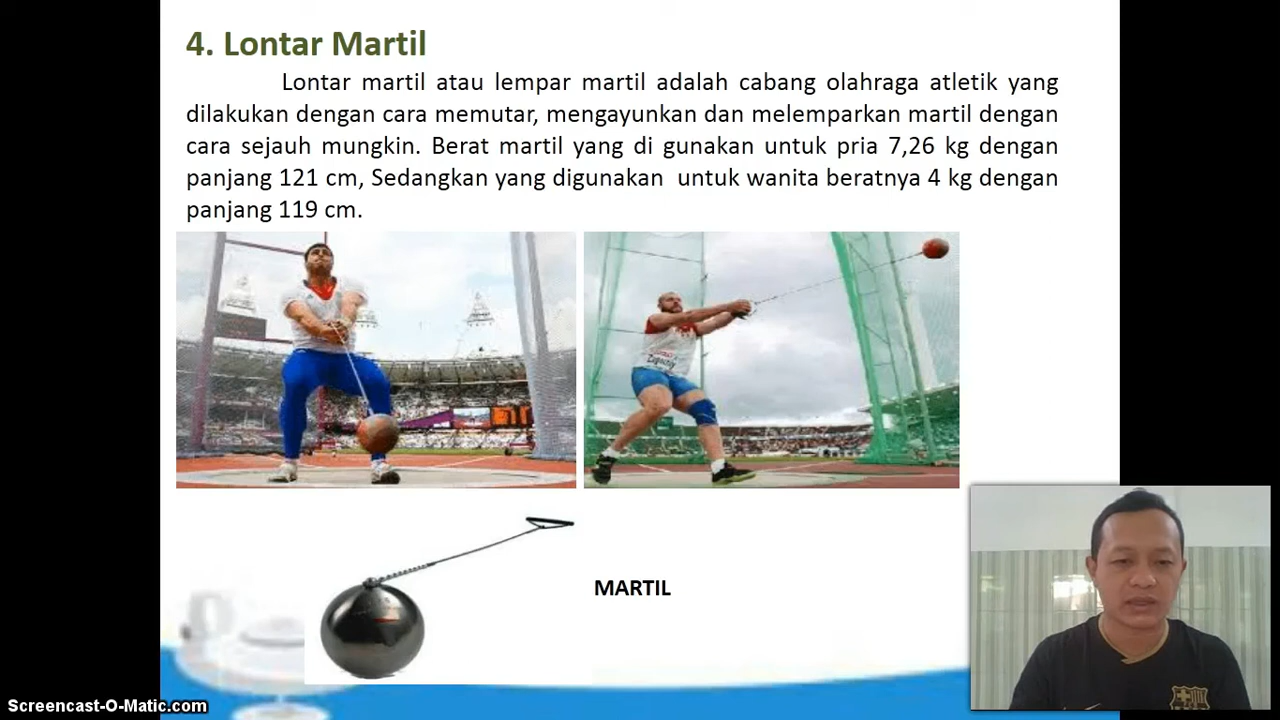 4. Lontar Martil
Lontar martil atau lempar martil adalah cabang olahraga atletik yang
dilakukan dengan cara memutar, mengayunkan dan melemparkan martil dengan
cara sejauh mungkin. Berat martil yang di gunakan untuk pria 7,26 kg dengan
panjang 121 cm, Sedangkan yang digunakan untuk wanita beratnya 4 kg dengan
panjang 119 cm.
MARTIL
Screencast-O-Matic.com